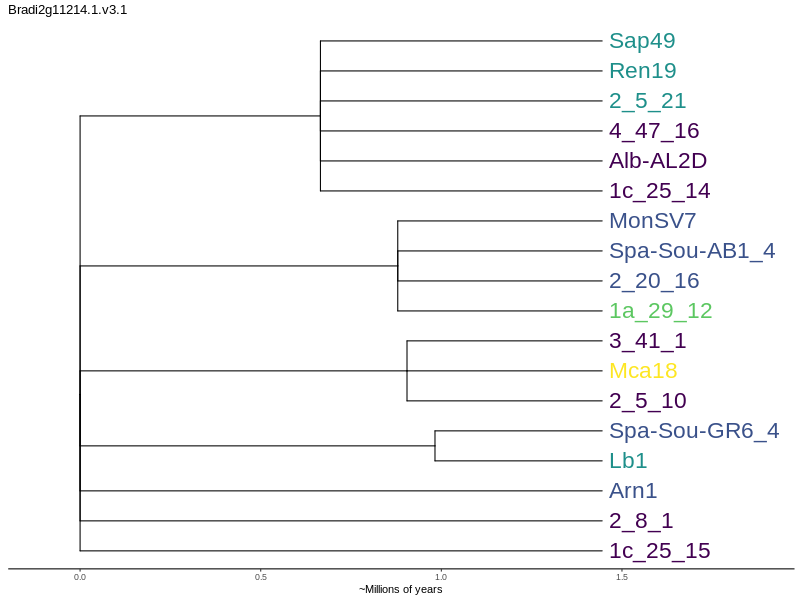 Bradi2g11214.1.v3.1
Sap49
Ren19
2_5_21
4_47_16
Alb-AL2D
1c_25_14
MonSV7
Spa-Sou-AB1_4
2_20_16
1a_29_12
3_41_1
Mca18
2_5_10
Spa-Sou-GR6_4
Lb1
Arn1
2_8_1
1c_25_15
0.0 0.5 1.0 1.5
~Millions of years